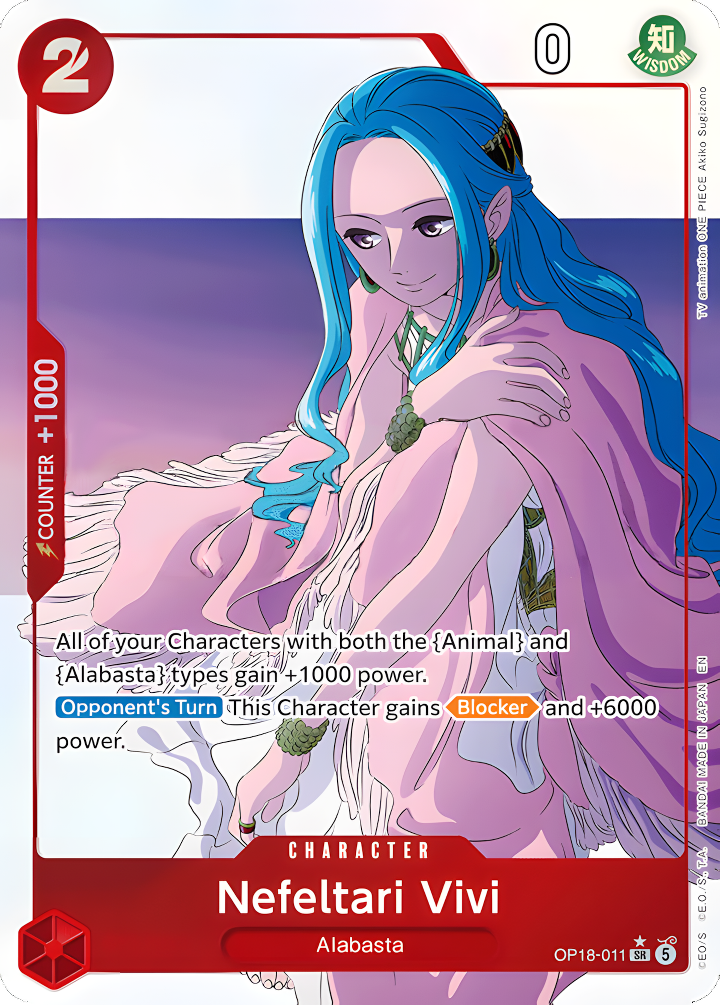 2
0
知
WISDOM
TV animation ONE PIECE Akiko Sugizono
COUNTER +1000
All of your Characters with both the {Animal} and
{Alabasta} types gain +1000 power.
Opponent's Turn This Character gains Blocker and +6000
power.
BANDAI MADE IN JAPAN EN
©EO/S ©E.O./S., T.A.
CHARACTER
Nefeltari Vivi
Alabasta
OP18-011 SR 5